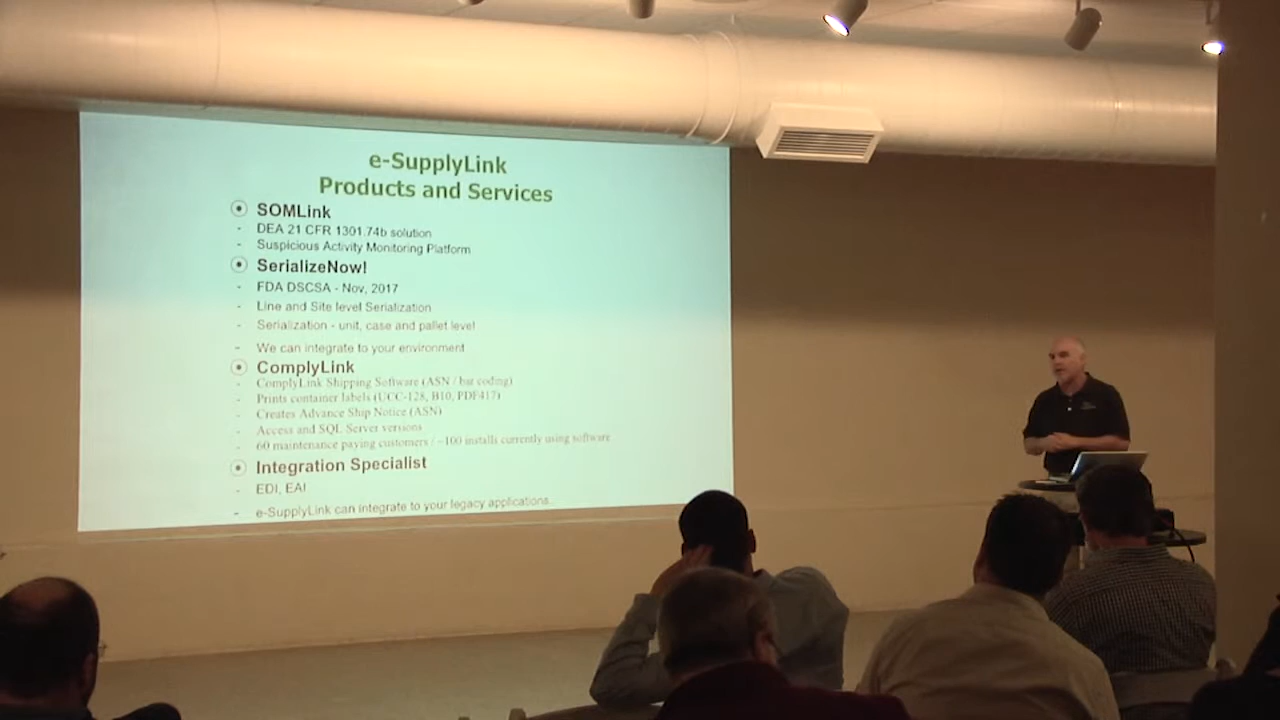 e-SupplyLink
Products and Services
SOMLink
- DEA 21 CFR 1301.74b solution
- Suspicious Activity Monitoring Platform
SerializeNow!
- FDA DSCSA - Nov, 2017
- Line and Site level Serialization
- Serialization - unit, case and pallet level
- We can integrate to your environment
ComplyLink
- ComplyLink Shipping Software (ASN / bar coding)
- Prints container labels (UCC-128, B10, PDF417)
- Creates Advance Ship Notice (ASN)
- Access and SQL Server versions
- 60 maintenance paying customers / ~100 installs currently using software
Integration Specialist
- EDI, EAI
- e-SupplyLink can integrate to your legacy applications...